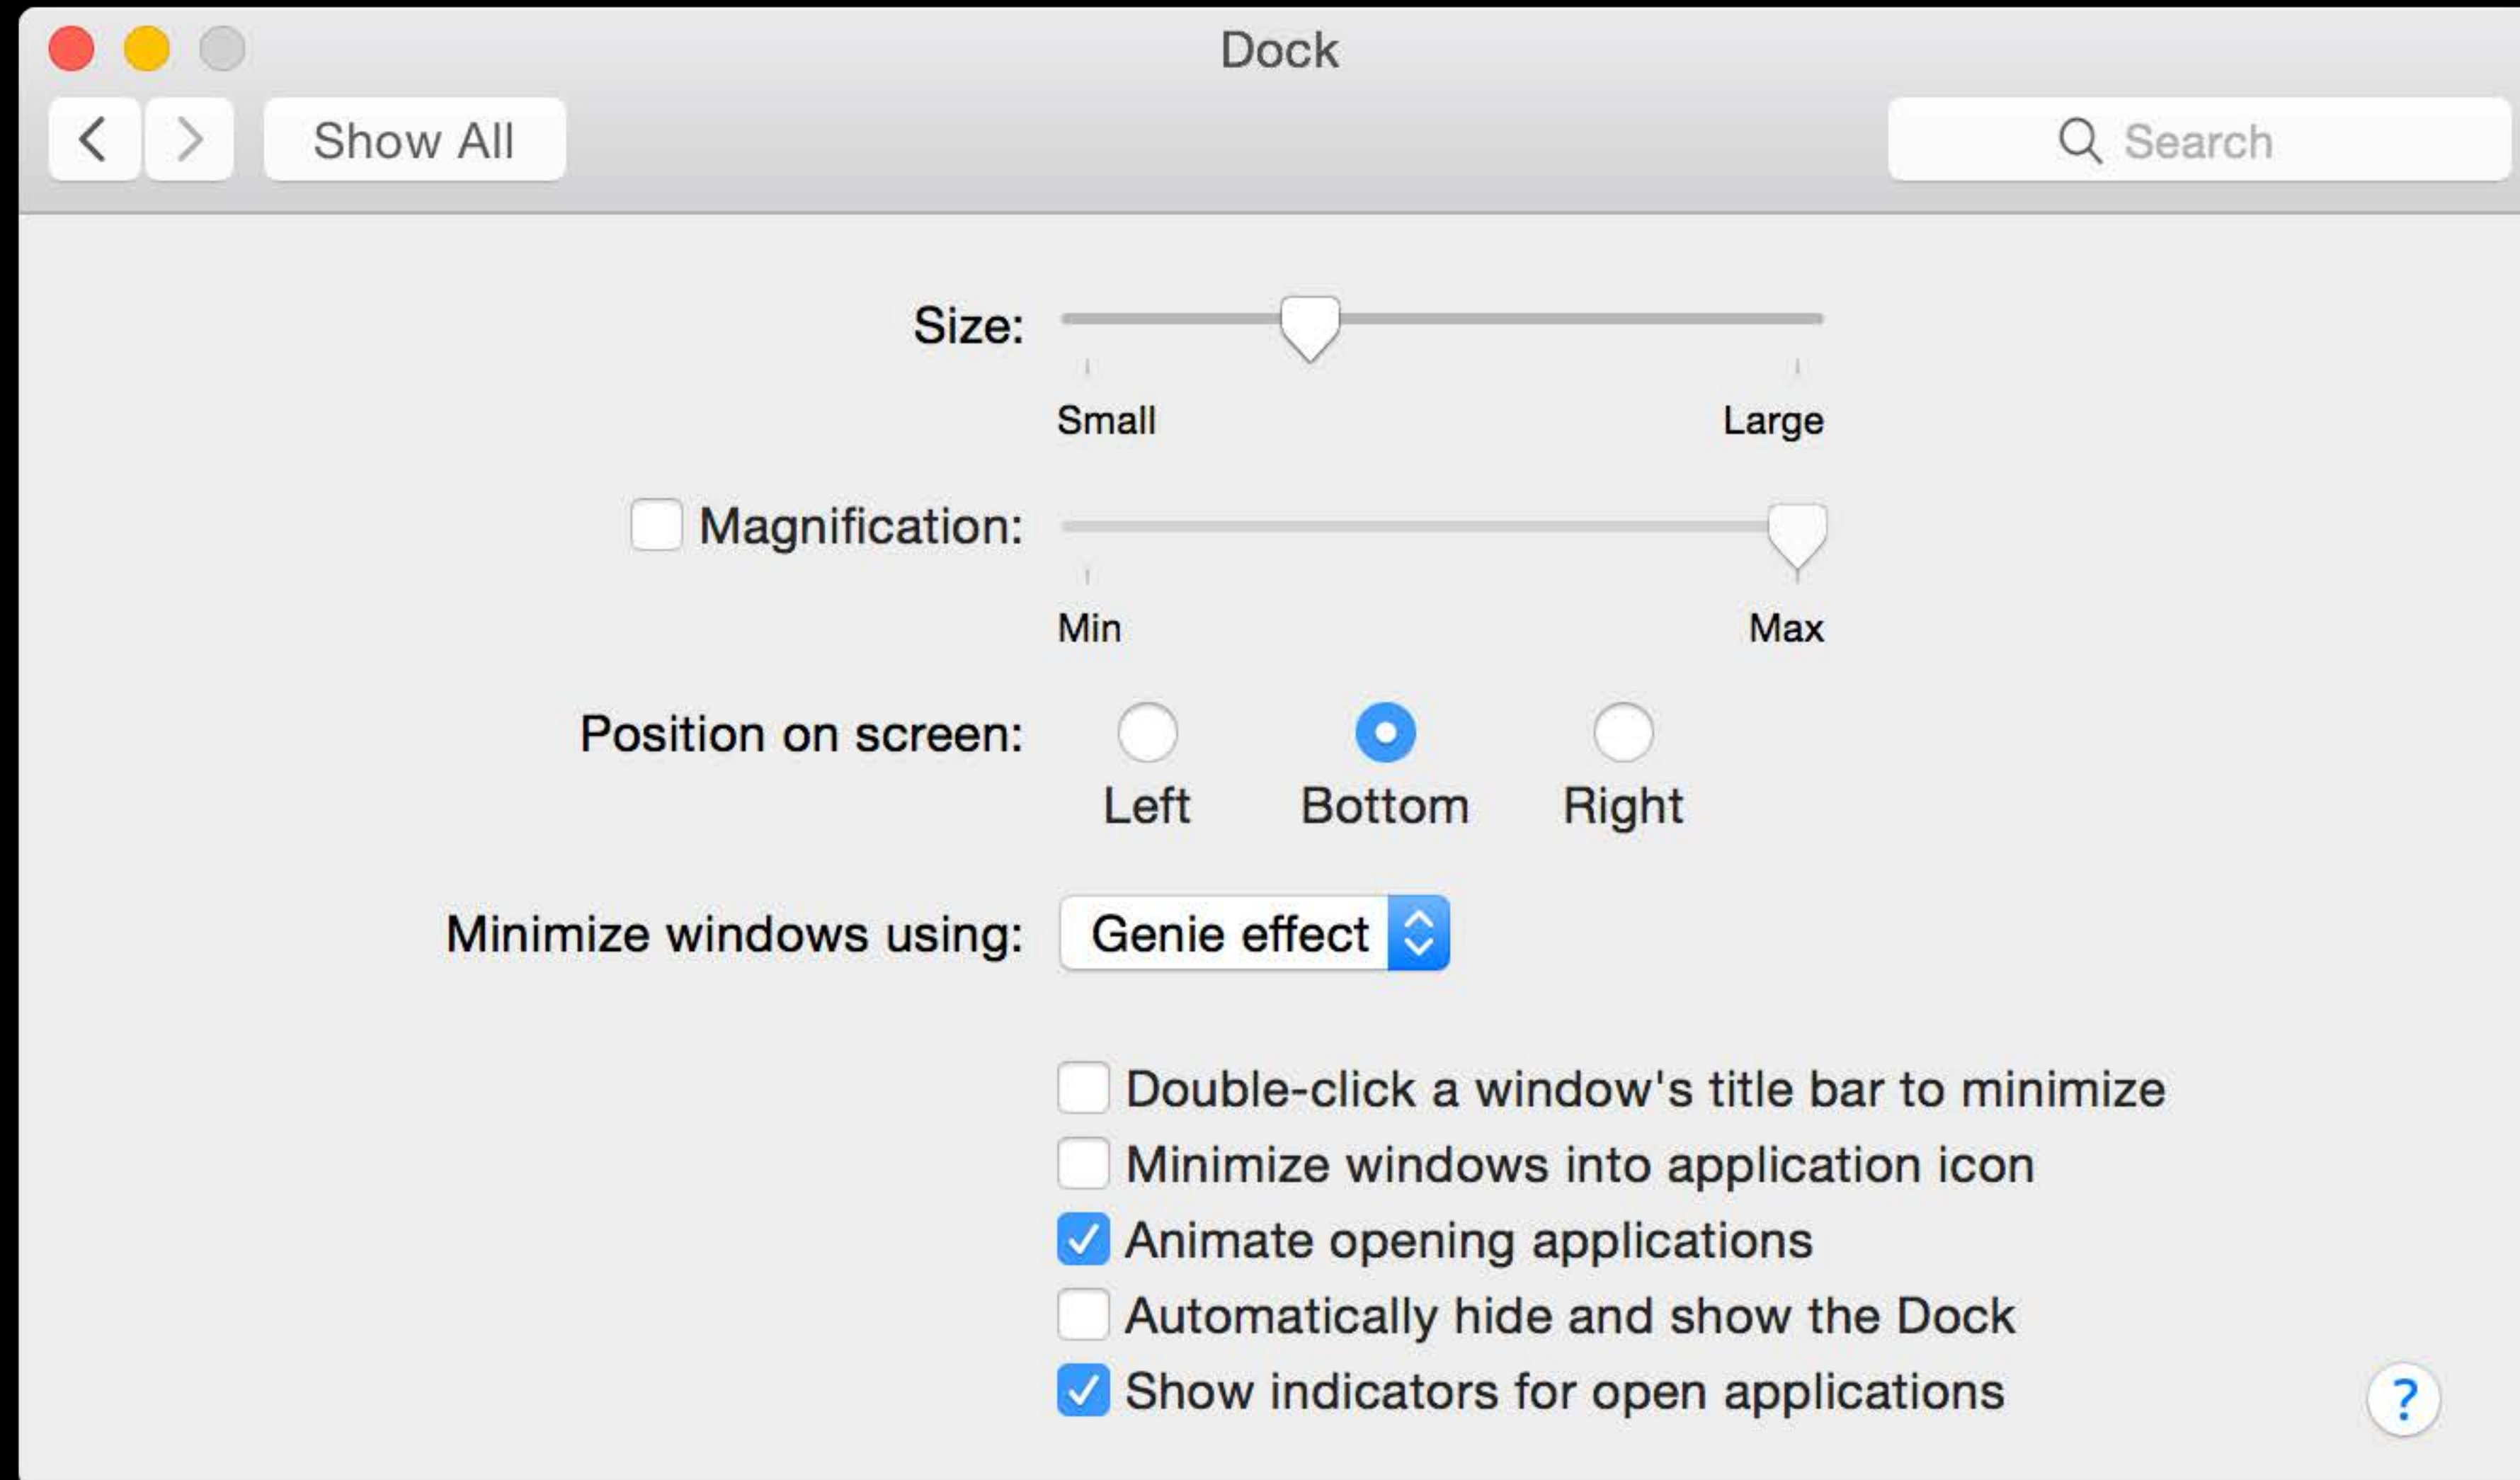 Dock
Show All
Search
Size:
Small Large
Magnification:
Min Max
Position on screen:
Left Bottom Right
Minimize windows using: Genie effect
Double-click a window's title bar to minimize
Minimize windows into application icon
Animate opening applications
Automatically hide and show the Dock
Show indicators for open applications
?